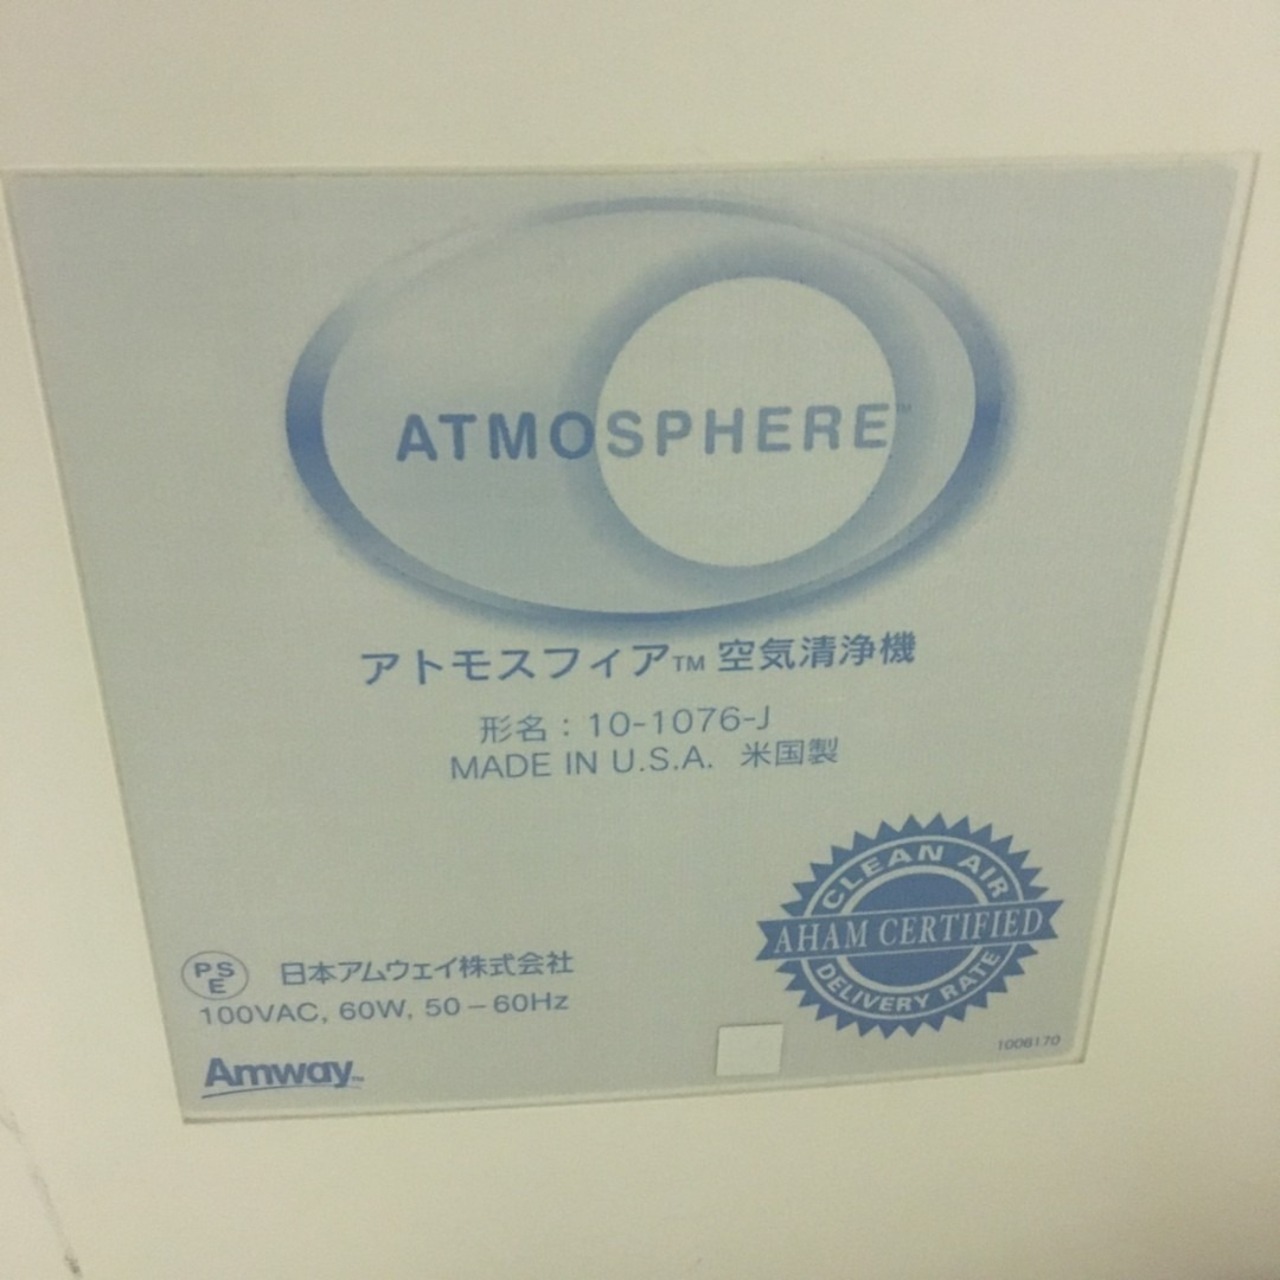 ATMOSPHERE™
アトモスフィア™ 空気清浄機
形名：10-1076-J
MADE IN U.S.A. 米国製
CLEAN AIR
AHAM CERTIFIED
DELIVERY RATE
PSE 日本アムウェイ株式会社
100VAC, 60W, 50－60Hz
Amway™
1006170